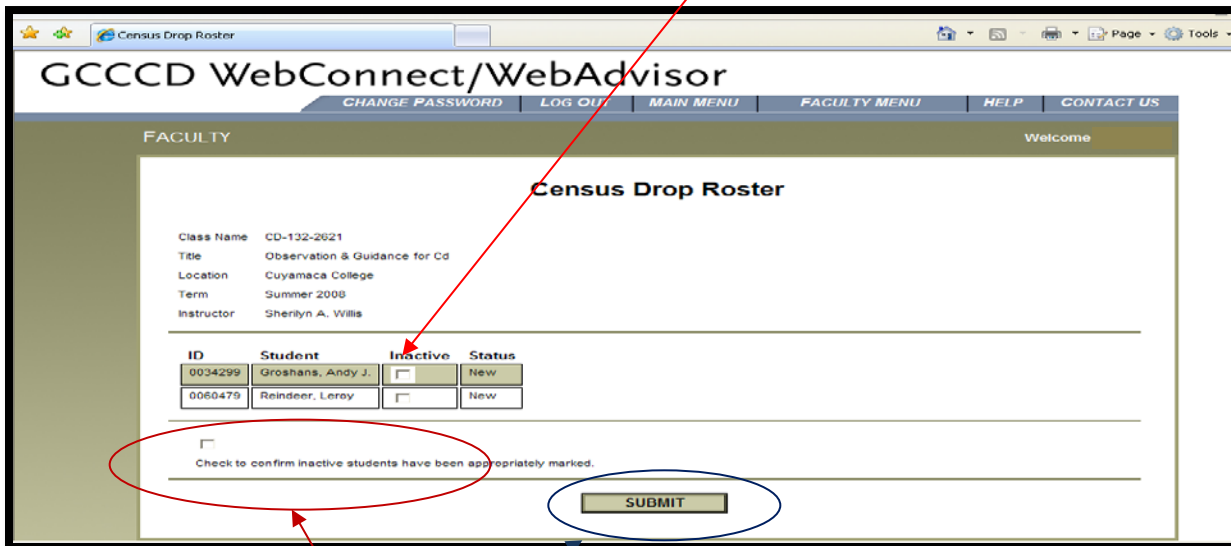 Census Drop Roster
Page
Tools
GCCCD WebConnect/WebAdvisor
CHANGE PASSWORD LOG OUT MAIN MENU FACULTY MENU HELP CONTACT US
FACULTY Welcome
Census Drop Roster
Class Name CD-132-2621
Title Observation & Guidance for Cd
Location Cuyamaca College
Term Summer 2008
Instructor Sherilyn A. Willis
ID Student Inactive Status
0034299 Groshans, Andy J. New
0060479 Reindeer, Leroy New
Check to confirm inactive students have been appropriately marked.
SUBMIT